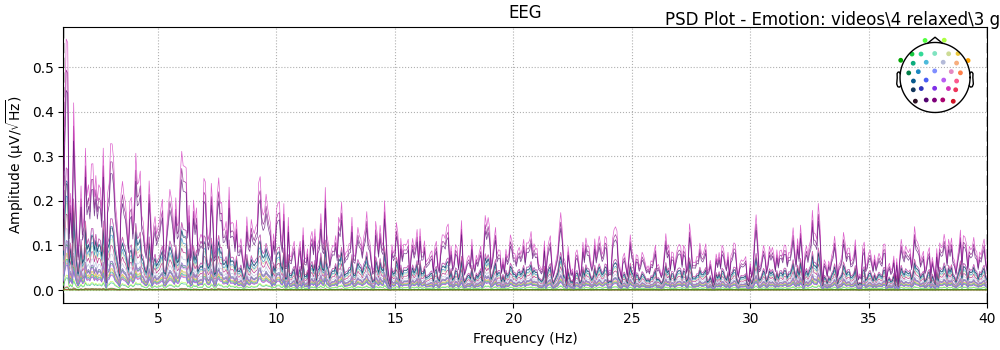 EEG
PSD Plot - Emotion: videos\4 relaxed\3 g
Amplitude (µV/√Hz)
0.5
0.4
0.3
0.2
0.1
0.0
5 10 15 20 25 30 35 40
Frequency (Hz)